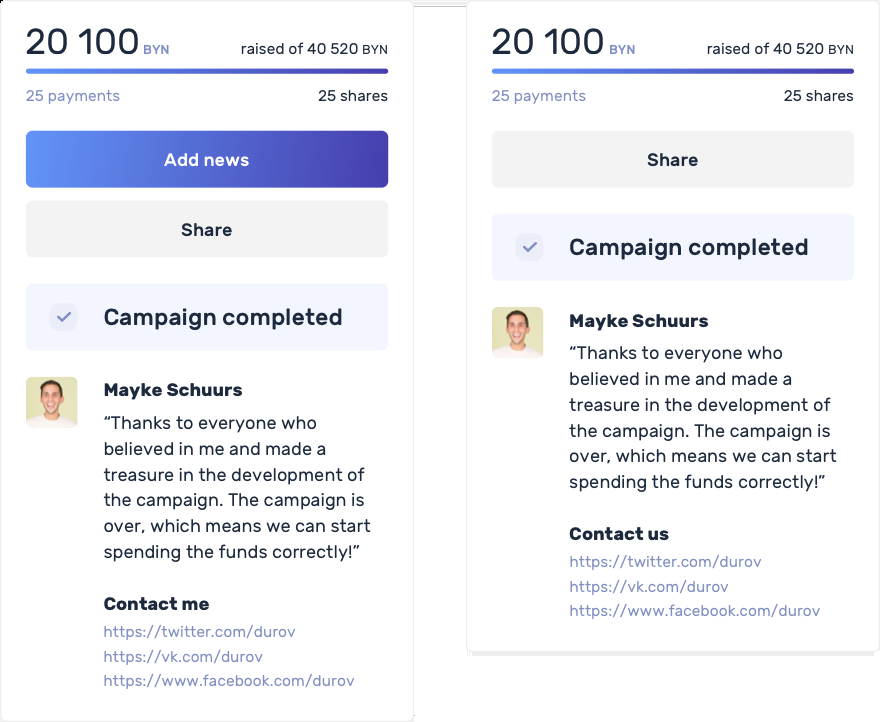 20 100 BYN raised of 40 520 BYN
25 payments 25 shares
Add news
Share
Campaign completed
Mayke Schuurs
“Thanks to everyone who
believed in me and made a
treasure in the development of
the campaign. The campaign is
over, which means we can start
spending the funds correctly!”
Contact me
https://twitter.com/durov
https://vk.com/durov
https://www.facebook.com/durov
20 100 BYN raised of 40 520 BYN
25 payments 25 shares
Share
Campaign completed
Mayke Schuurs
“Thanks to everyone who
believed in me and made a
treasure in the development of
the campaign. The campaign is
over, which means we can start
spending the funds correctly!”
Contact us
https://twitter.com/durov
https://vk.com/durov
https://www.facebook.com/durov